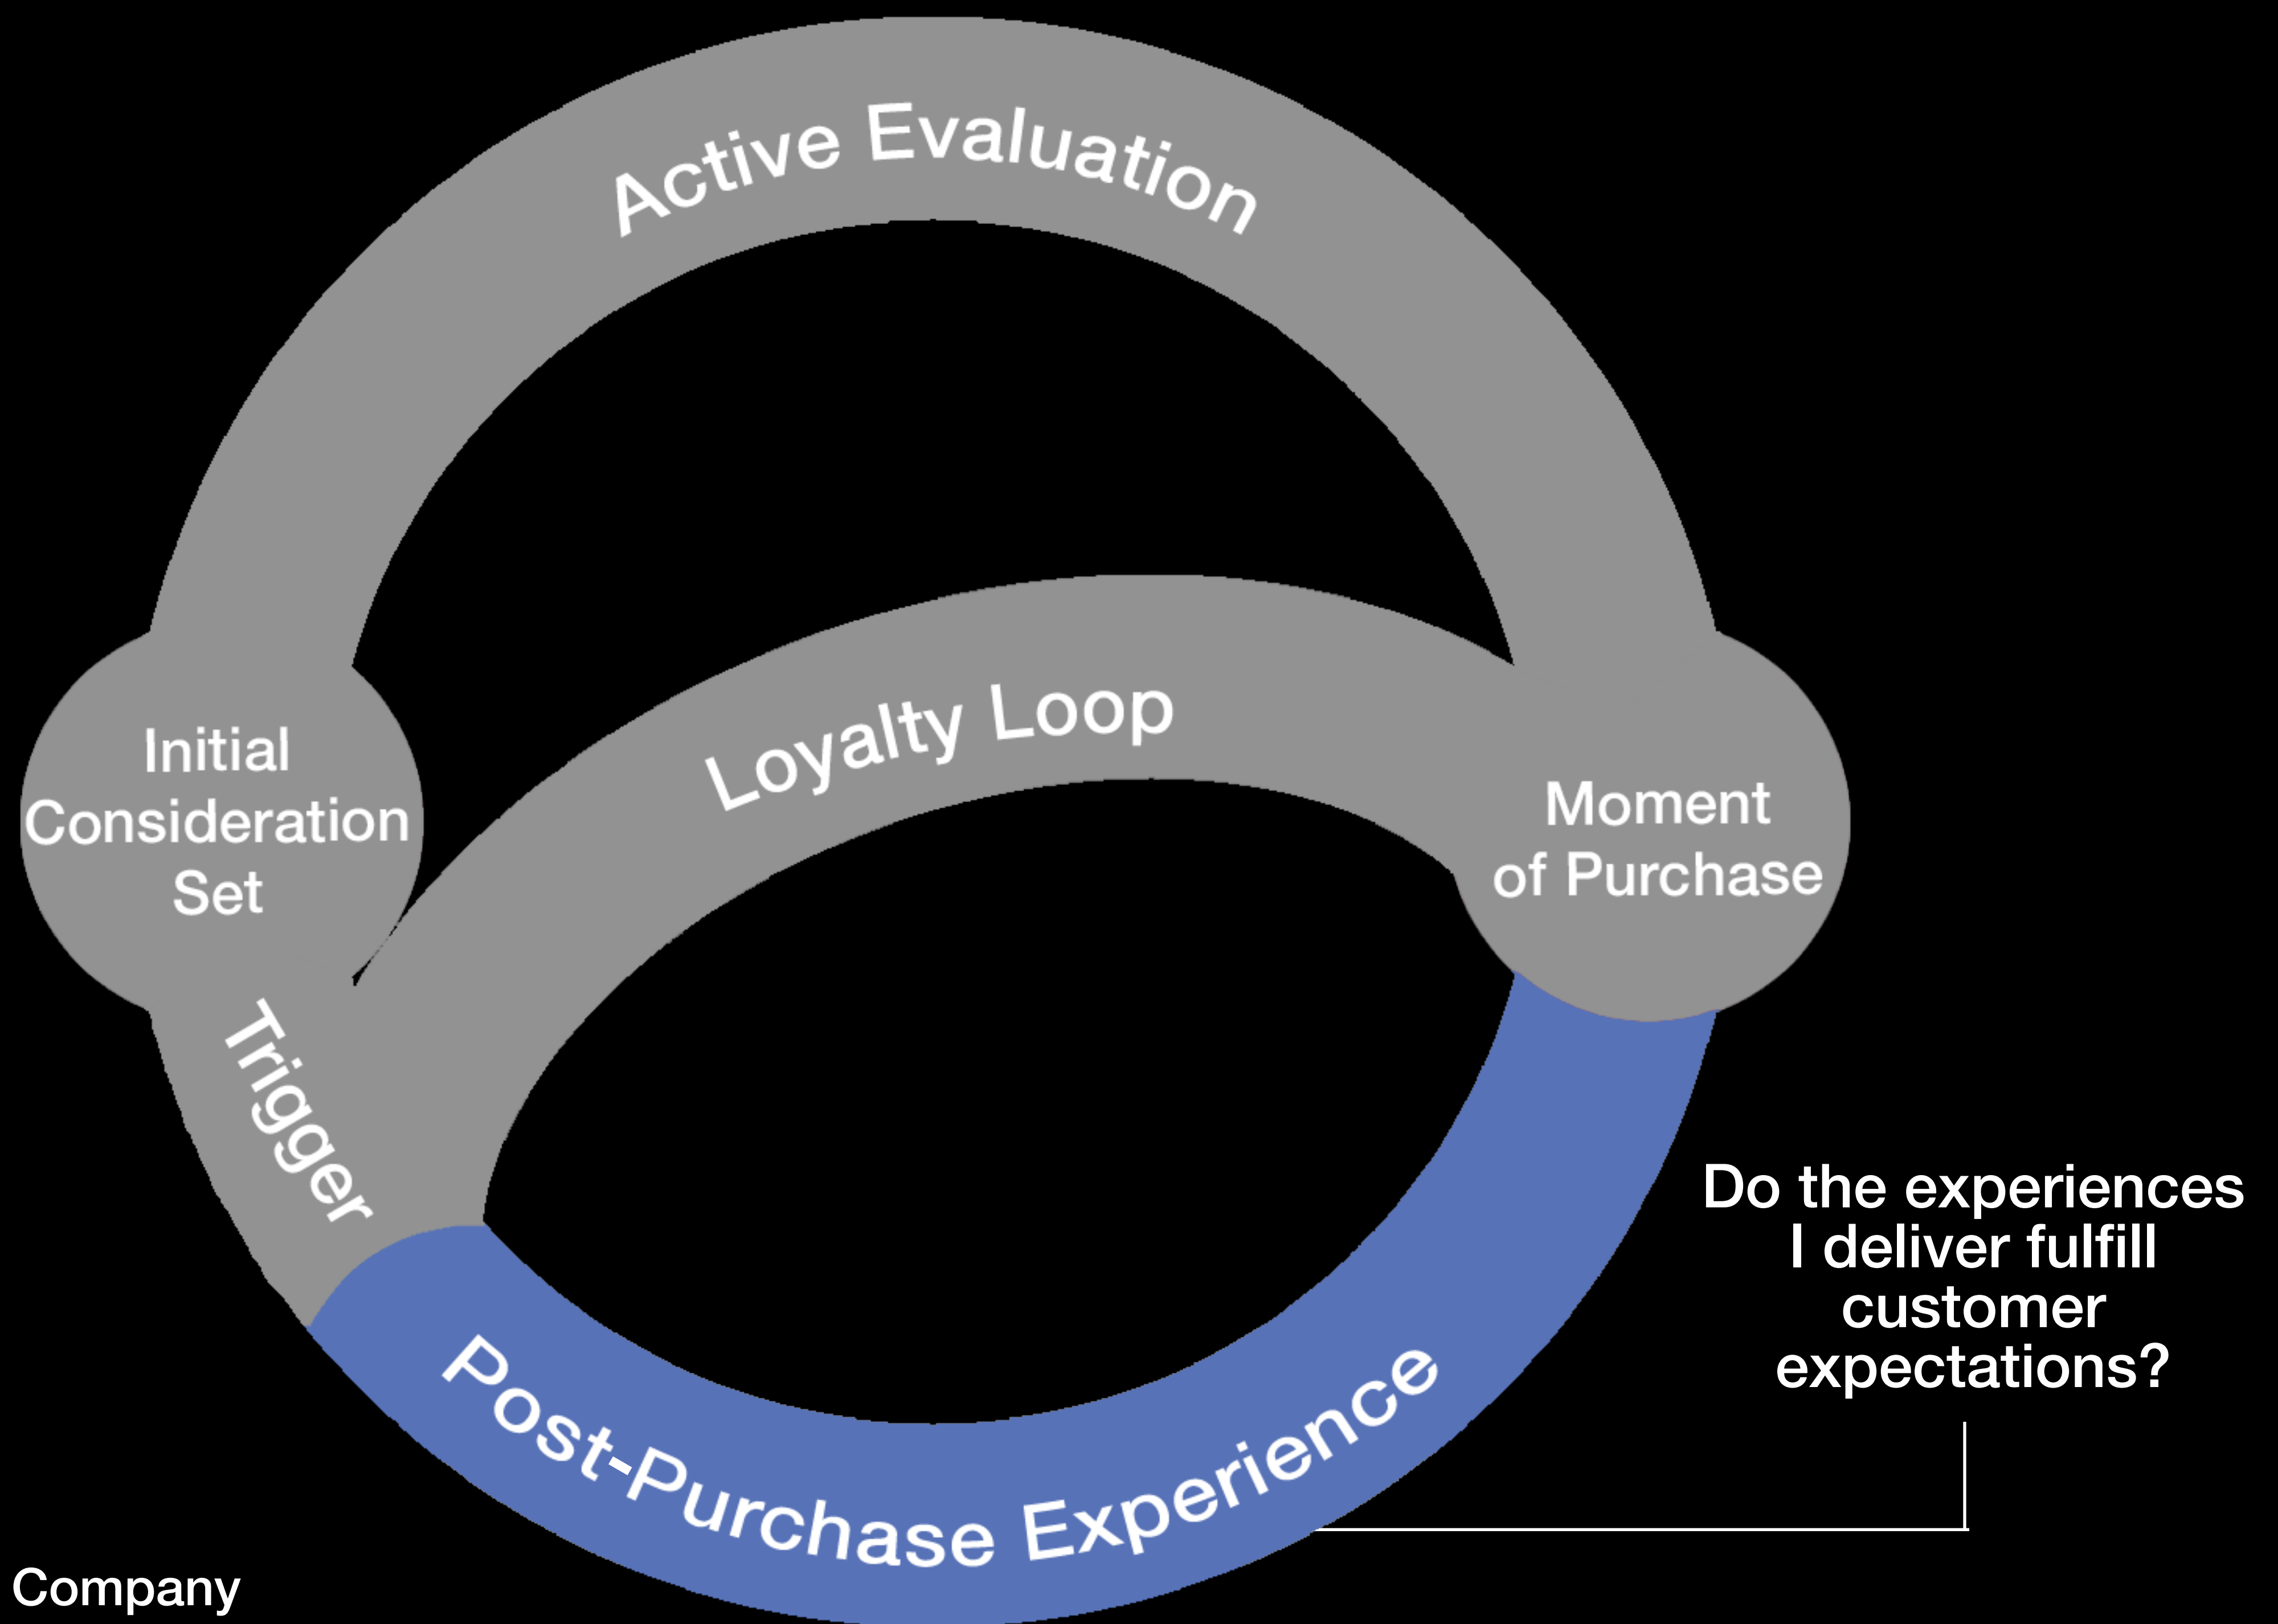 Active Evaluation
Loyalty Loop
Initial
Consideration
Set
Moment
of Purchase
Trigger
Do the experiences
I deliver fulfill
customer
expectations?
Post-Purchase Experience
Company